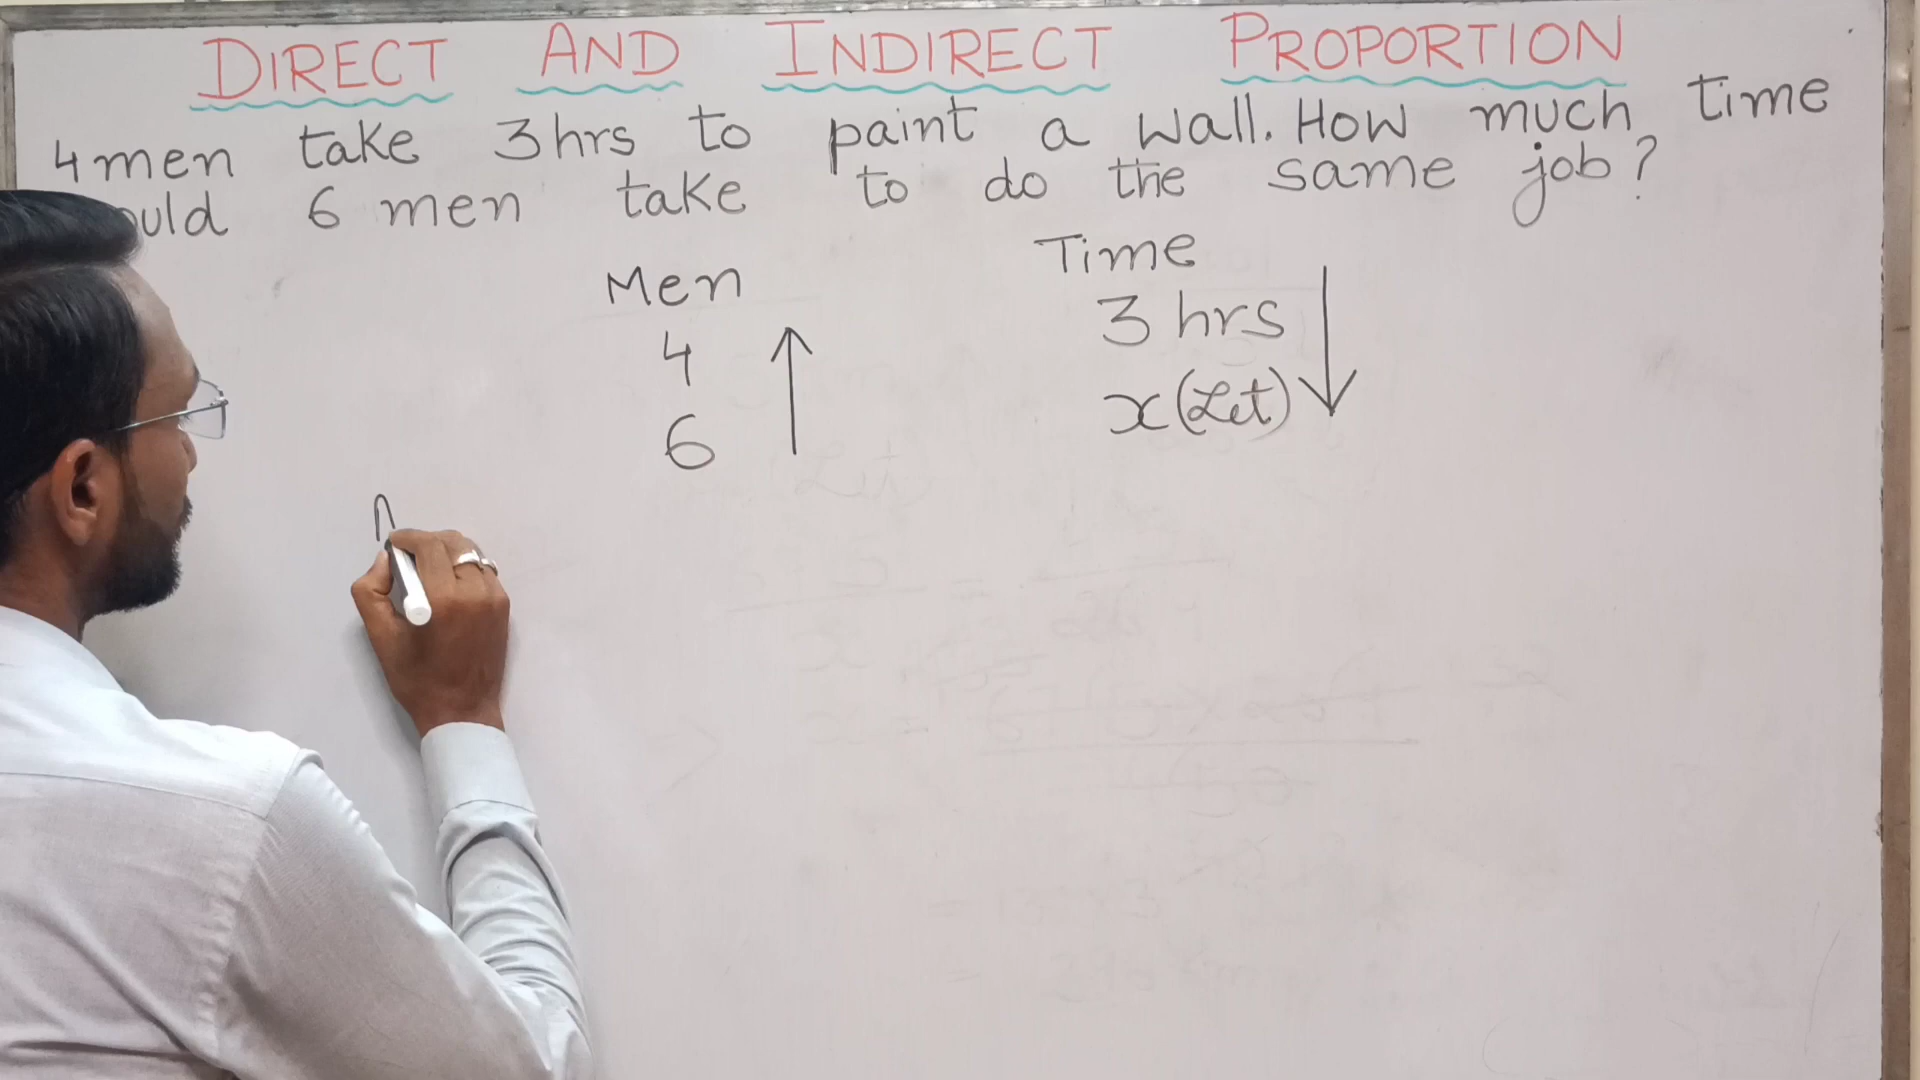 DIRECT AND INDIRECT PROPORTION
4 men take 3 hrs to paint a wall. How much time
ould 6 men take to do the same job?
Men Time
4 3 hrs
6 x (Let)